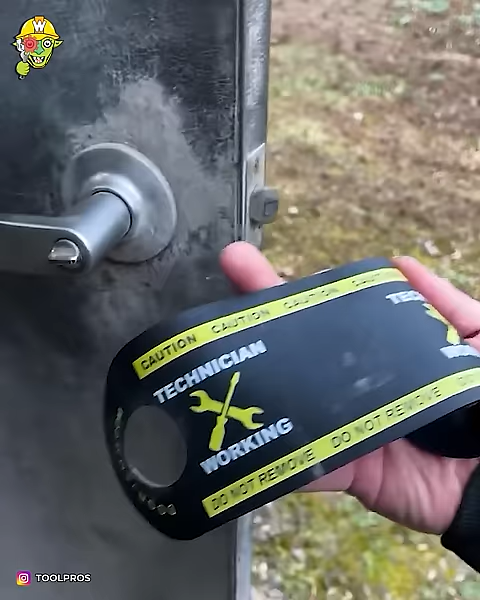 W
CAUTION CAUTION CAUTION
TECHNICIAN
WORKING
DO NOT REMOVE DO NOT REMOVE
TOOLPROS